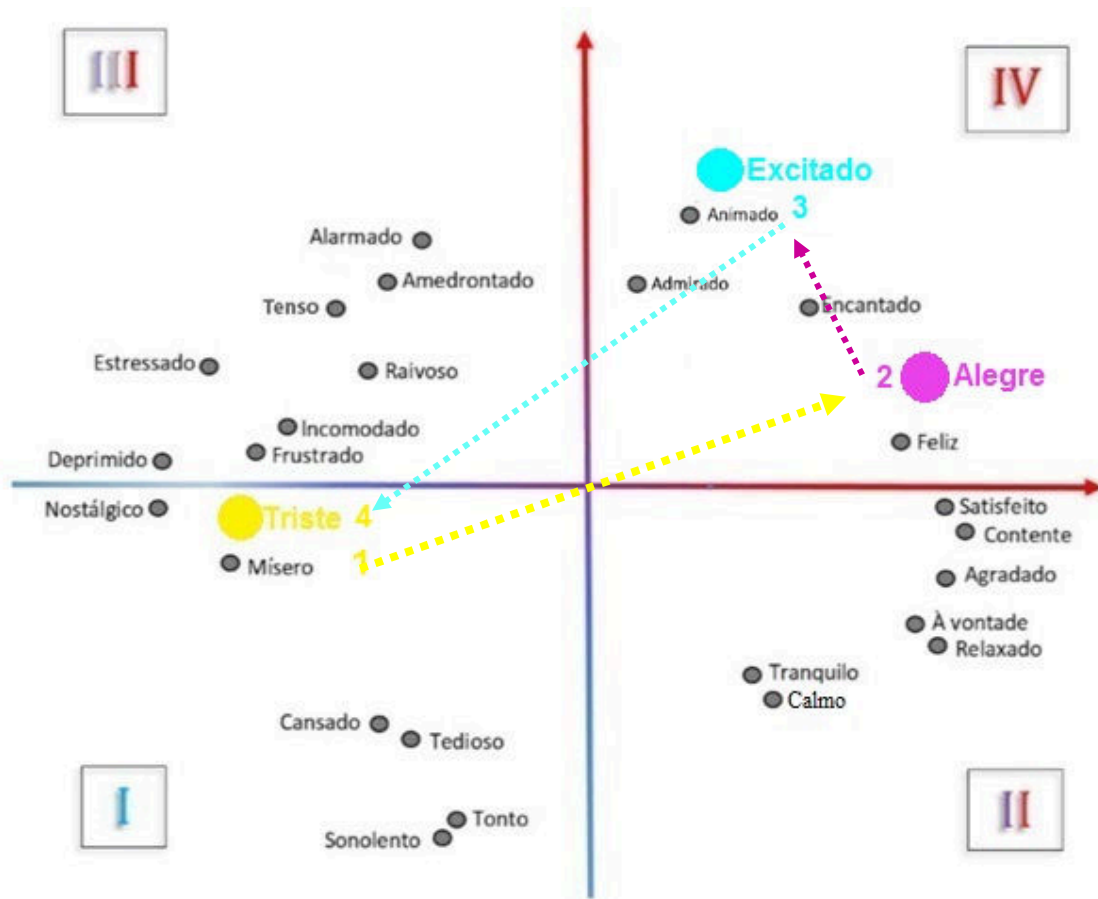 III
IV
Excitado
Animado 3
Alarmado
Amedrontado
Admirado
Tenso
Encantado
Estressado
Raivoso
2 Alegre
Incomodado
Feliz
Frustrado
Deprimido
Nostálgico
Triste 4
Satisfeito
Contente
Mísero
1
Agradado
À vontade
Relaxado
Tranquilo
Calmo
Cansado
Tedioso
I
II
Tonto
Sonolento